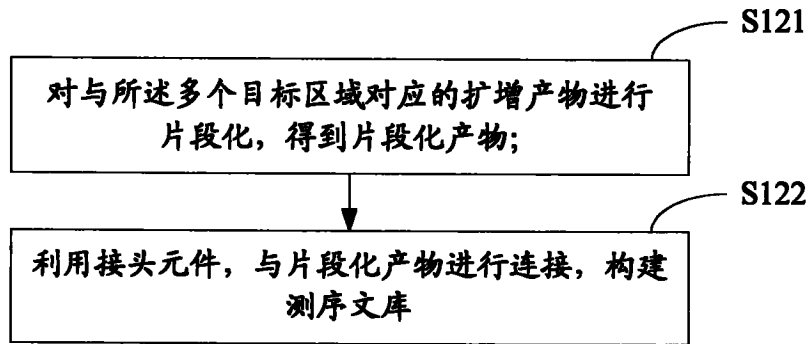 S121
对与所述多个目标区域对应的扩增产物进行
片段化，得到片段化产物；
S122
利用接头元件，与片段化产物进行连接，构建
测序文库